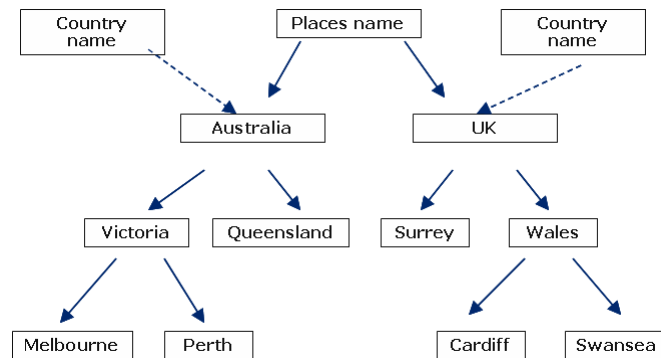 Country
name
Places name
Country
name
Australia
UK
Victoria
Queensland
Surrey
Wales
Melbourne
Perth
Cardiff
Swansea